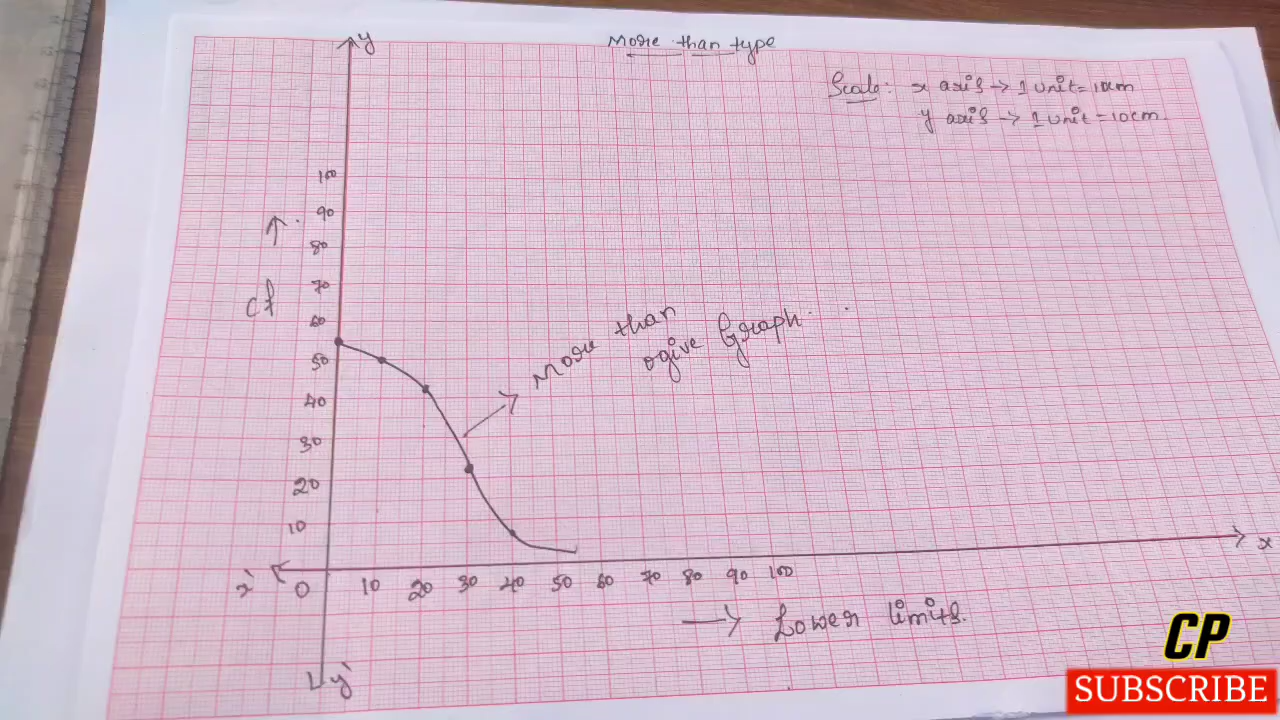 y
More than type
Scale: x axis → 1 unit = 10cm
y axis → 1 unit = 10cm
100
90
80
70
60
50
40
30
20
10
cf
More than
ogive Graph.
x' 0 10 20 30 40 50 60 70 80 90 100 x
→ Lower limits.
y'
CP
SUBSCRIBE